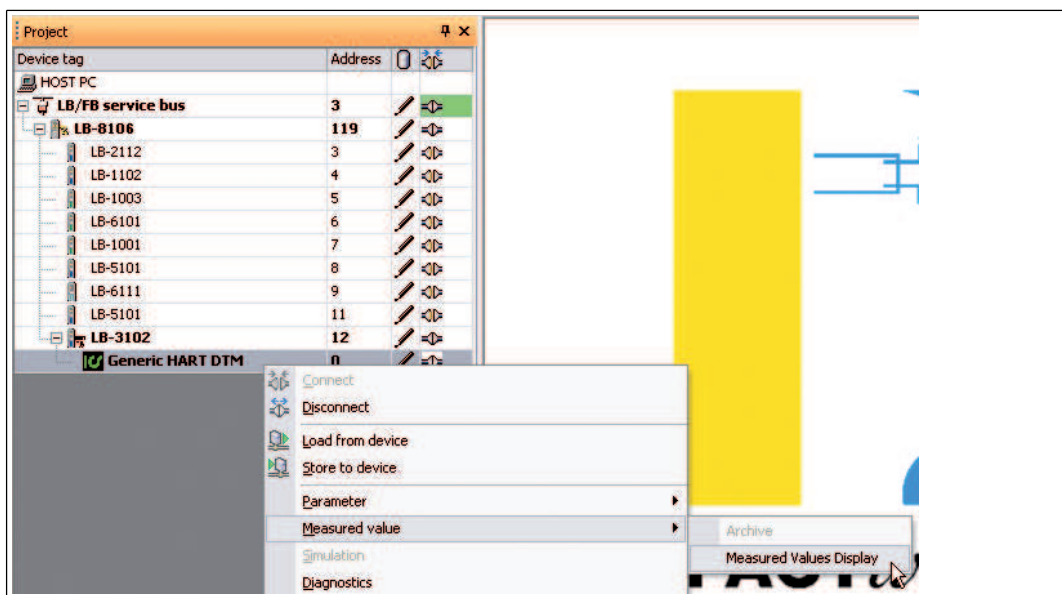 Project
Device tag Address
HOST PC
LB/FB service bus 3
LB-8106 119
LB-2112 3
LB-1102 4
LB-1003 5
LB-6101 6
LB-1001 7
LB-5101 8
LB-6111 9
LB-5101 11
LB-3102 12
Generic HART DTM 0
Connect
Disconnect
Load from device
Store to device
Parameter
Measured value
Archive
Measured Values Display
Simulation
Diagnostics